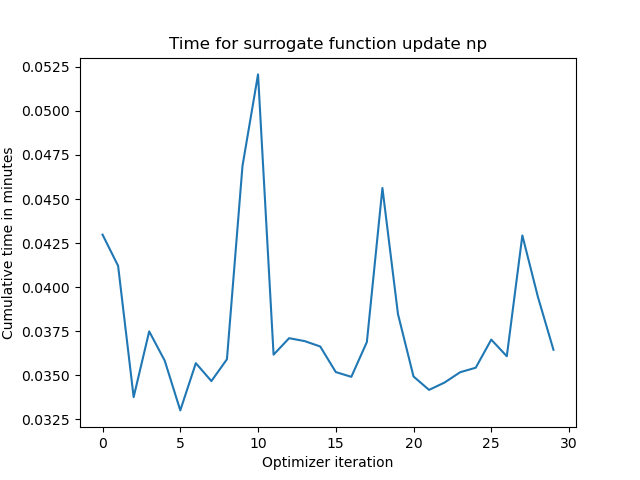 Time for surrogate function update np
Cumulative time in minutes
0.0525
0.0500
0.0475
0.0450
0.0425
0.0400
0.0375
0.0350
0.0325
0 5 10 15 20 25 30
Optimizer iteration